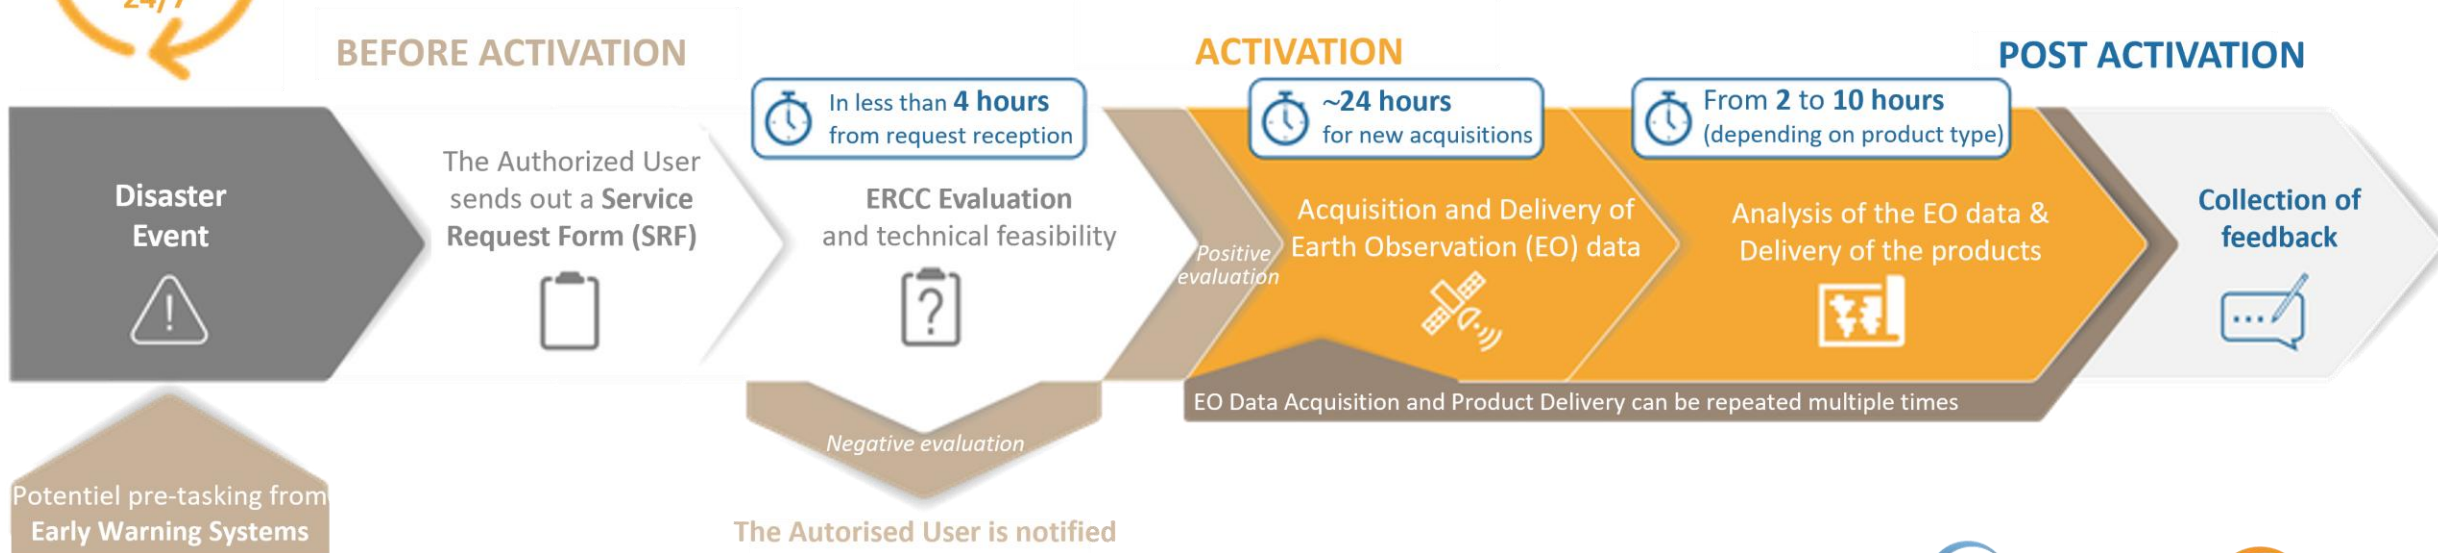 24/7
BEFORE ACTIVATION
ACTIVATION
POST ACTIVATION
In less than 4 hours
from request reception
~24 hours
for new acquisitions
From 2 to 10 hours
(depending on product type)
Disaster
Event
The Authorized User
sends out a Service
Request Form (SRF)
ERCC Evaluation
and technical feasibility
Positive
evaluation
Acquisition and Delivery of
Earth Observation (EO) data
Analysis of the EO data &
Delivery of the products
Collection of
feedback
EO Data Acquisition and Product Delivery can be repeated multiple times
Negative evaluation
Potentiel pre-tasking from
Early Warning Systems
The Autorised User is notified